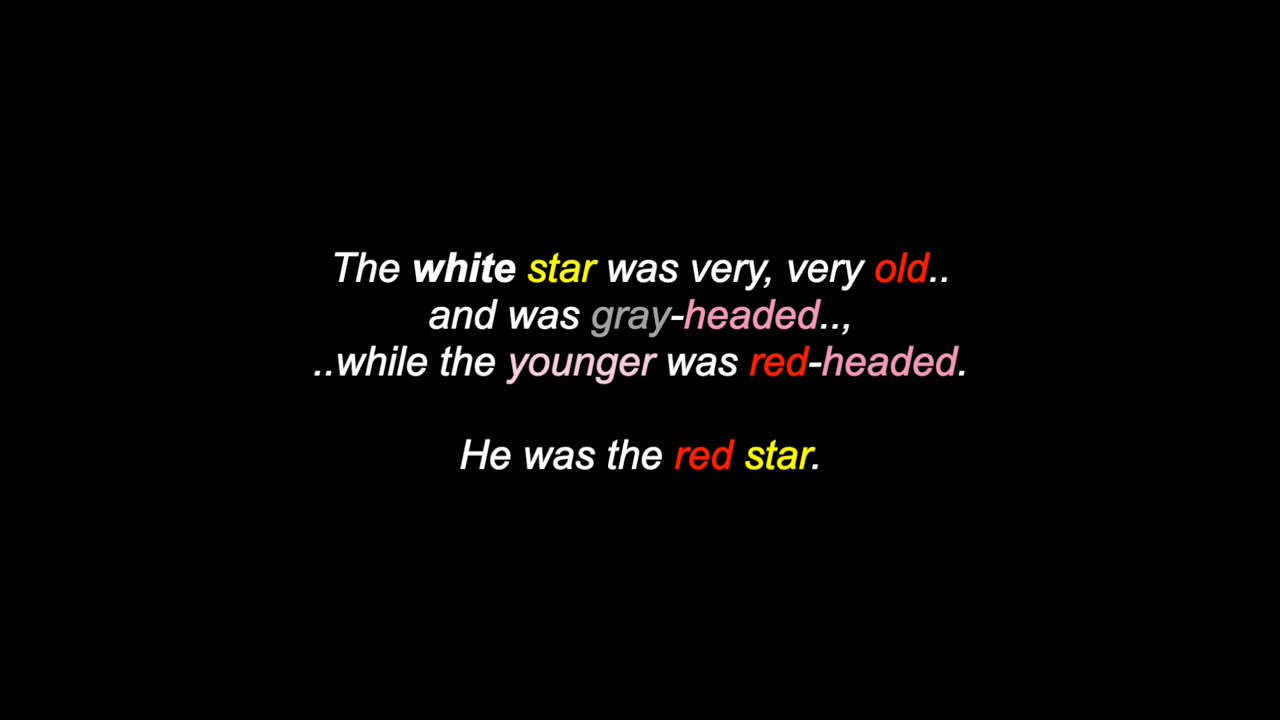 The white star was very, very old..
and was gray-headed..,
..while the younger was red-headed.
He was the red star.